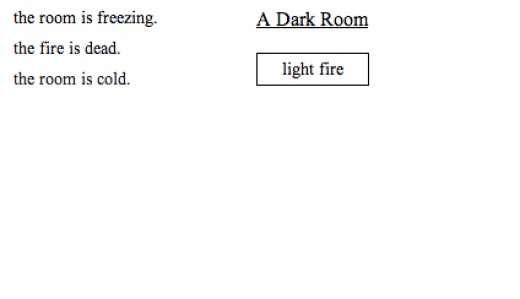 the room is freezing.
the fire is dead.
the room is cold.
A Dark Room
light fire